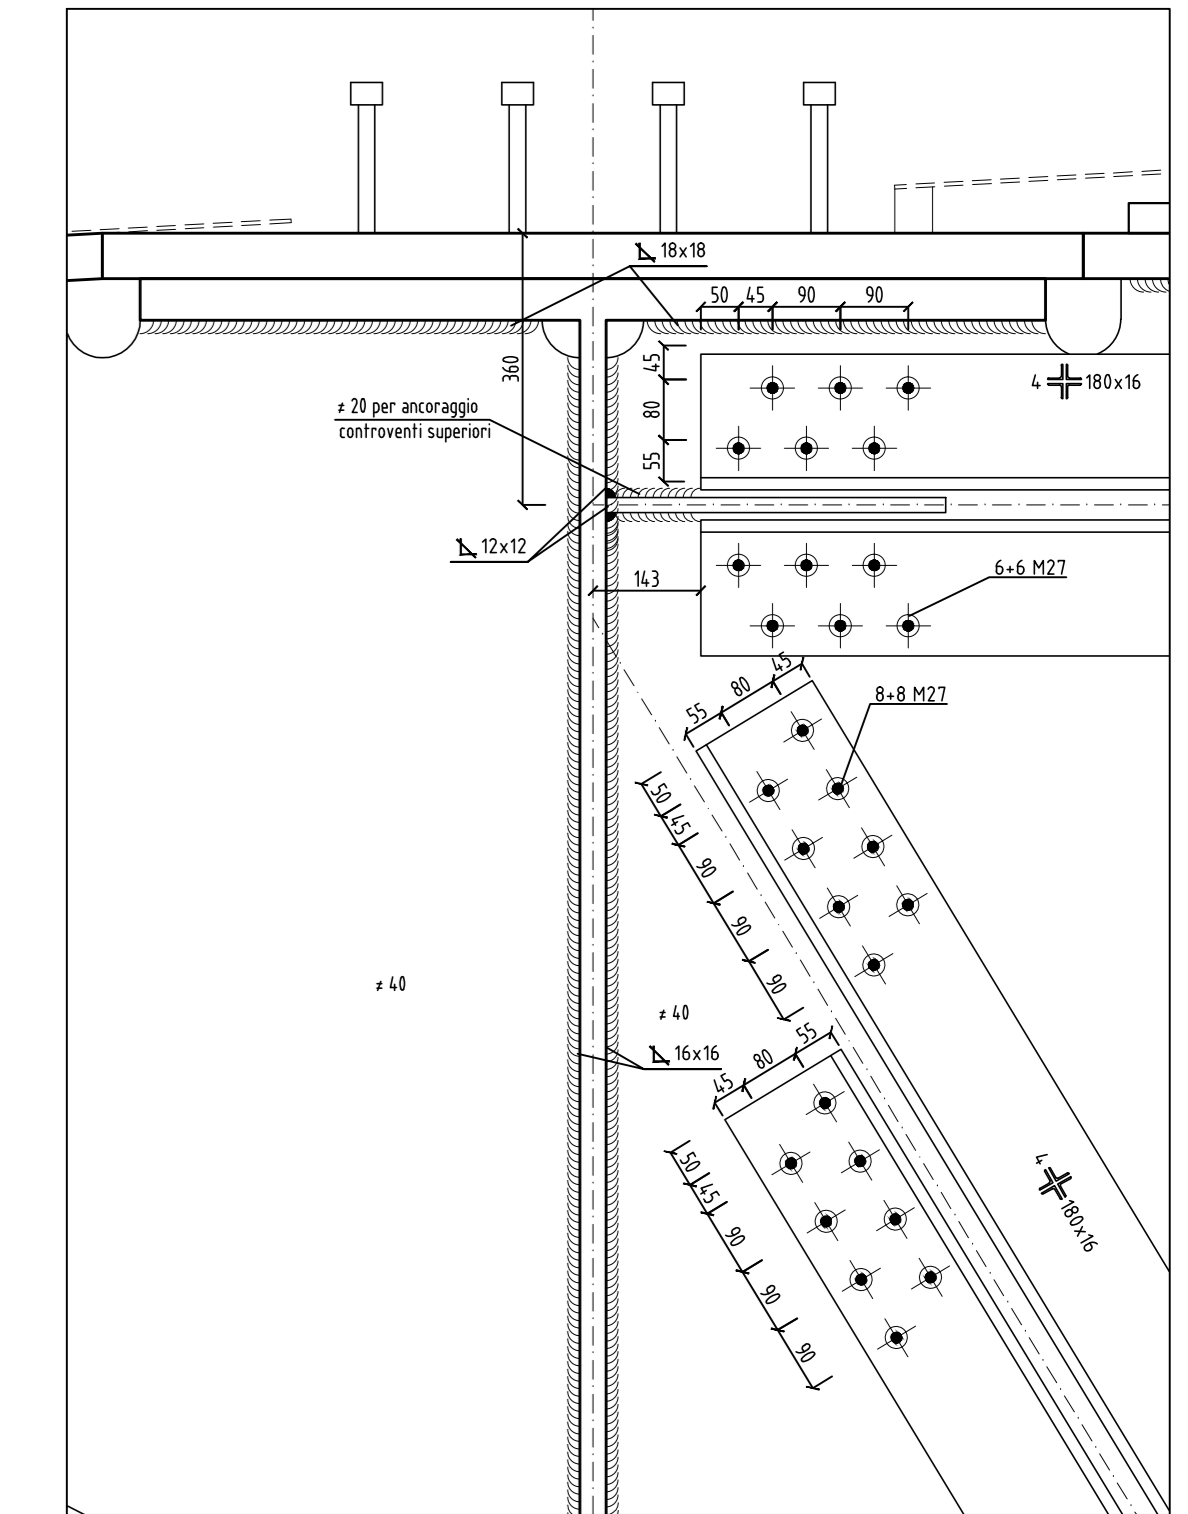 18x18
50 45 90 90
360
45
80
55
4 180x16
≠ 20 per ancoraggio
controventi superiori
12x12
143
6+6 M27
55 80 45
8+8 M27
50 45 90 90 90
≠ 40
≠ 40
16x16
45 80 55
50 45 90 90 90
4 180x16